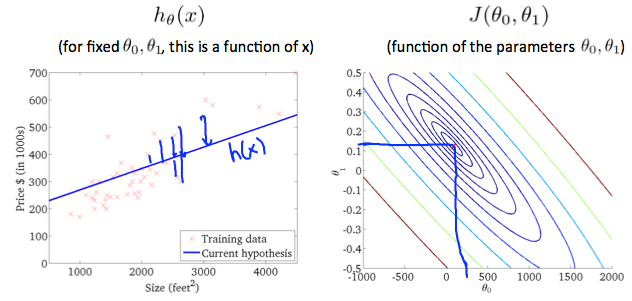 hθ(x)
(for fixed θ0, θ1, this is a function of x)
700
600
500
400
300
200
100
0
Price $ (in 1000s)
h(x)
× Training data
Current hypothesis
1000 2000 3000 4000
Size (feet²)
J(θ0, θ1)
(function of the parameters θ0, θ1)
0.5
0.4
0.3
0.2
0.1
0
-0.1
-0.2
-0.3
-0.4
-0.5
θ1
-1000 -500 0 500 1000 1500 2000
θ0